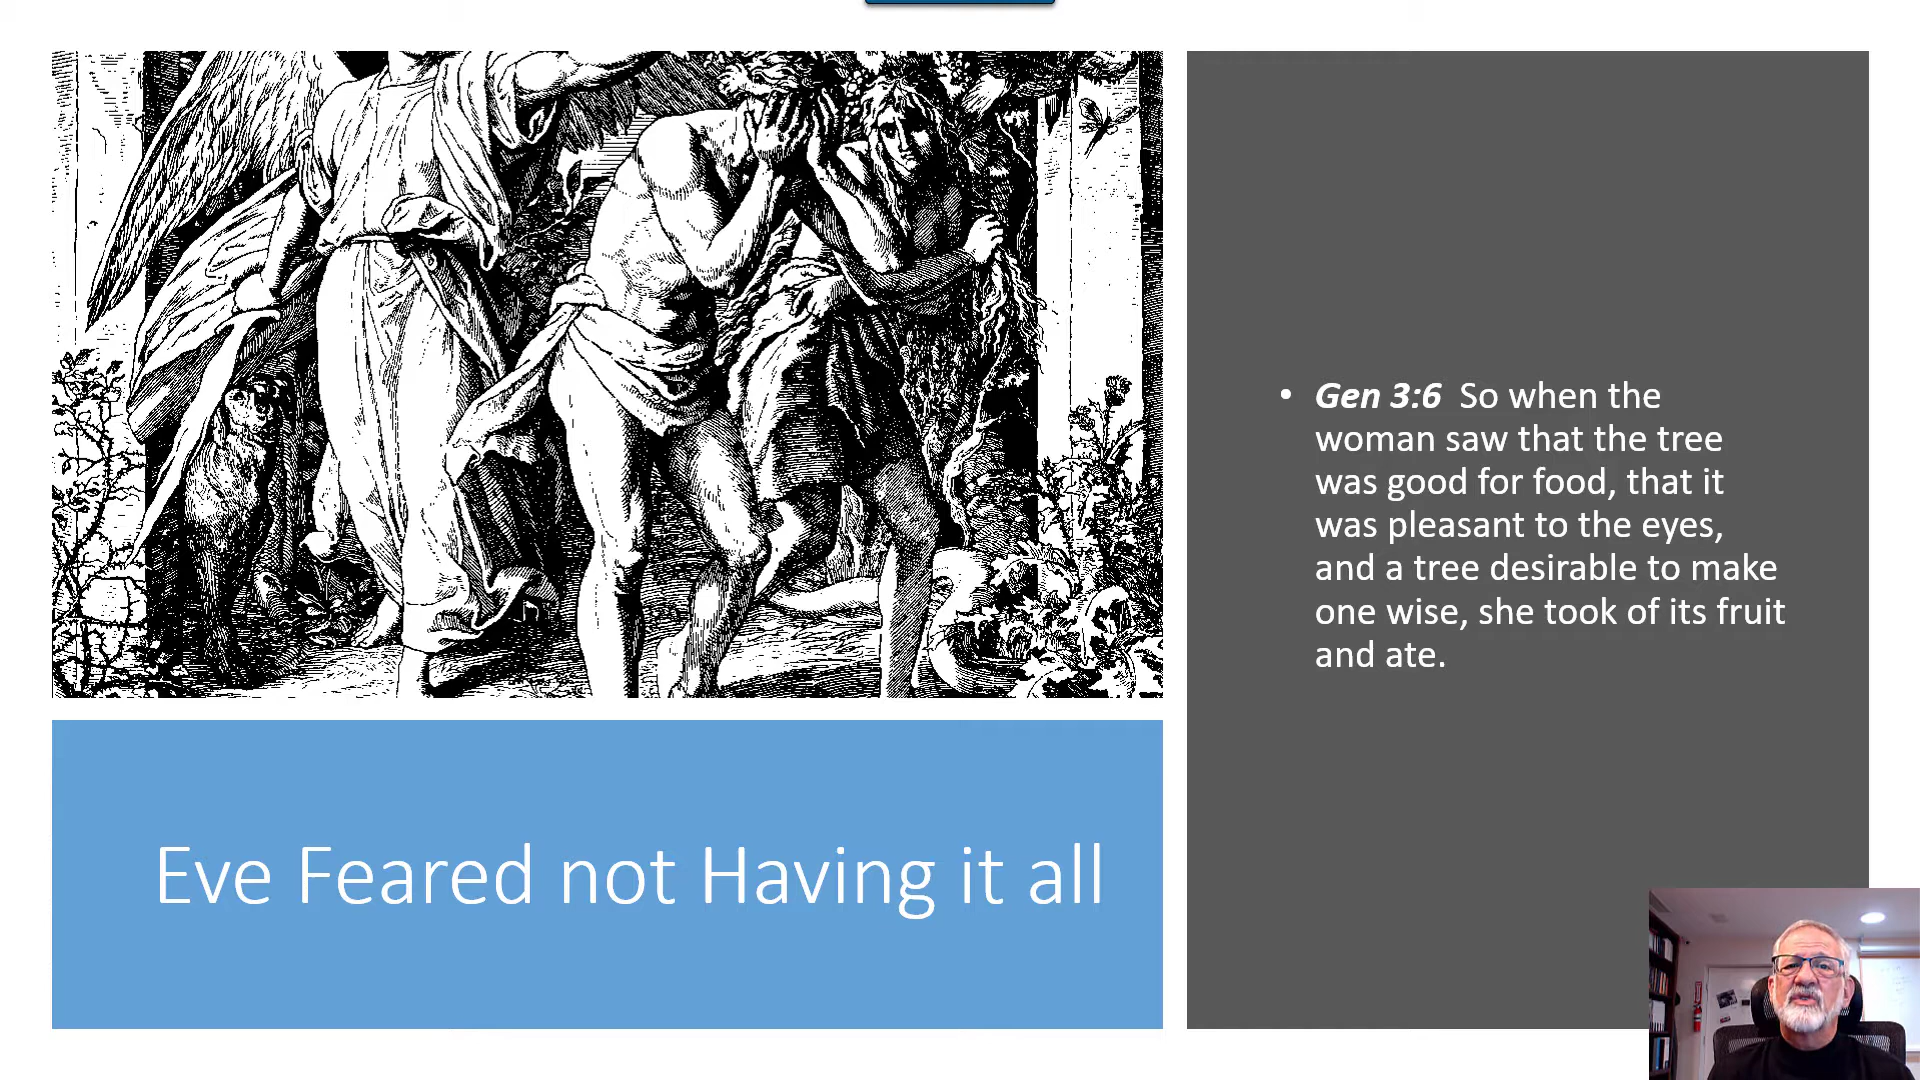 • Gen 3:6 So when the
woman saw that the tree
was good for food, that it
was pleasant to the eyes,
and a tree desirable to make
one wise, she took of its fruit
and ate.
Eve Feared not Having it all